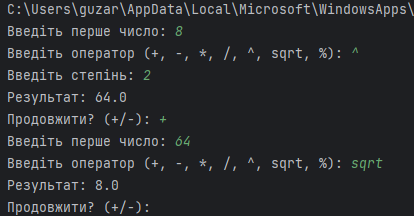 C:\Users\guzar\AppData\Local\Microsoft\WindowsApps\
Введіть перше число: 8
Введіть оператор (+, -, *, /, ^, sqrt, %): ^
Введіть степінь: 2
Результат: 64.0
Продовжити? (+/-): +
Введіть перше число: 64
Введіть оператор (+, -, *, /, ^, sqrt, %): sqrt
Результат: 8.0
Продовжити? (+/-):